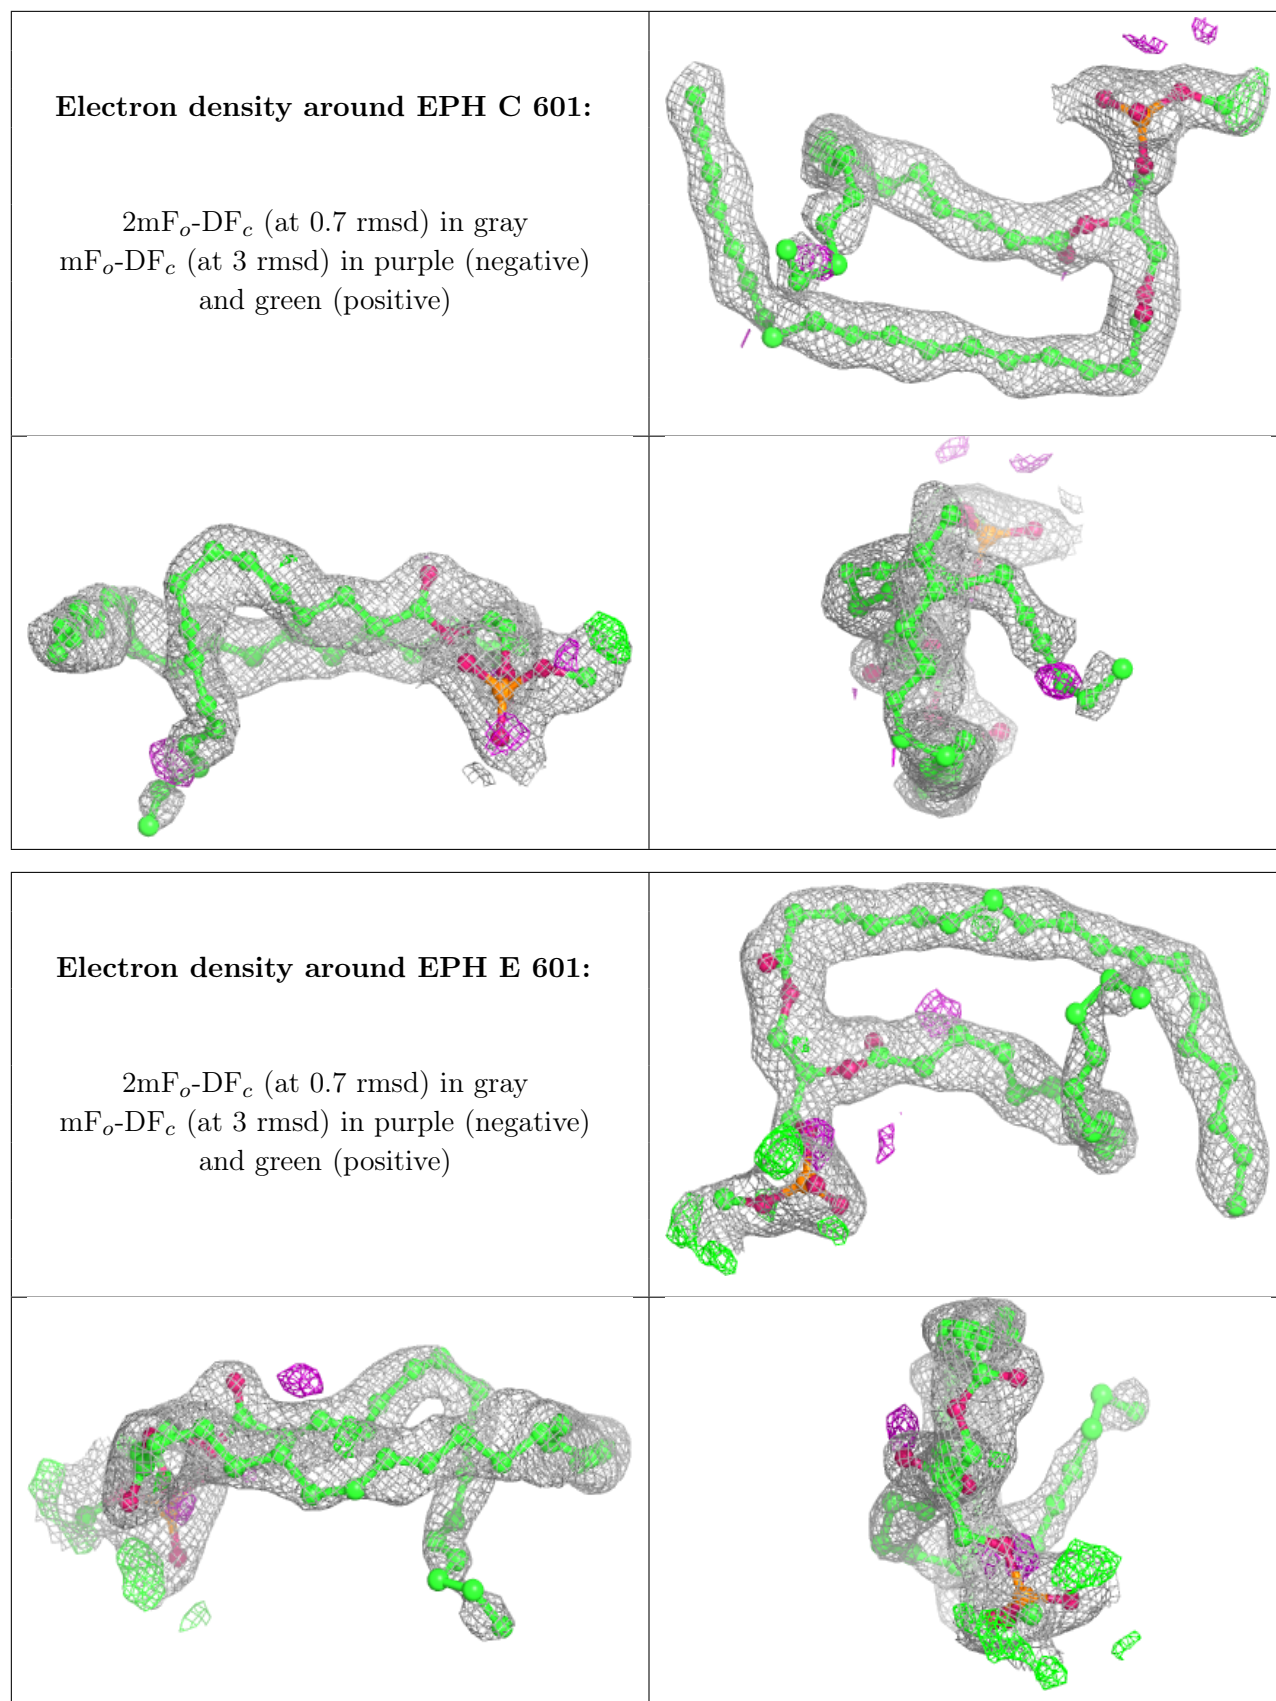 Electron density around EPH C 601:
2mFₒ-DF𝒸 (at 0.7 rmsd) in gray
mFₒ-DF𝒸 (at 3 rmsd) in purple (negative)
and green (positive)
Electron density around EPH E 601:
2mFₒ-DF𝒸 (at 0.7 rmsd) in gray
mFₒ-DF𝒸 (at 3 rmsd) in purple (negative)
and green (positive)